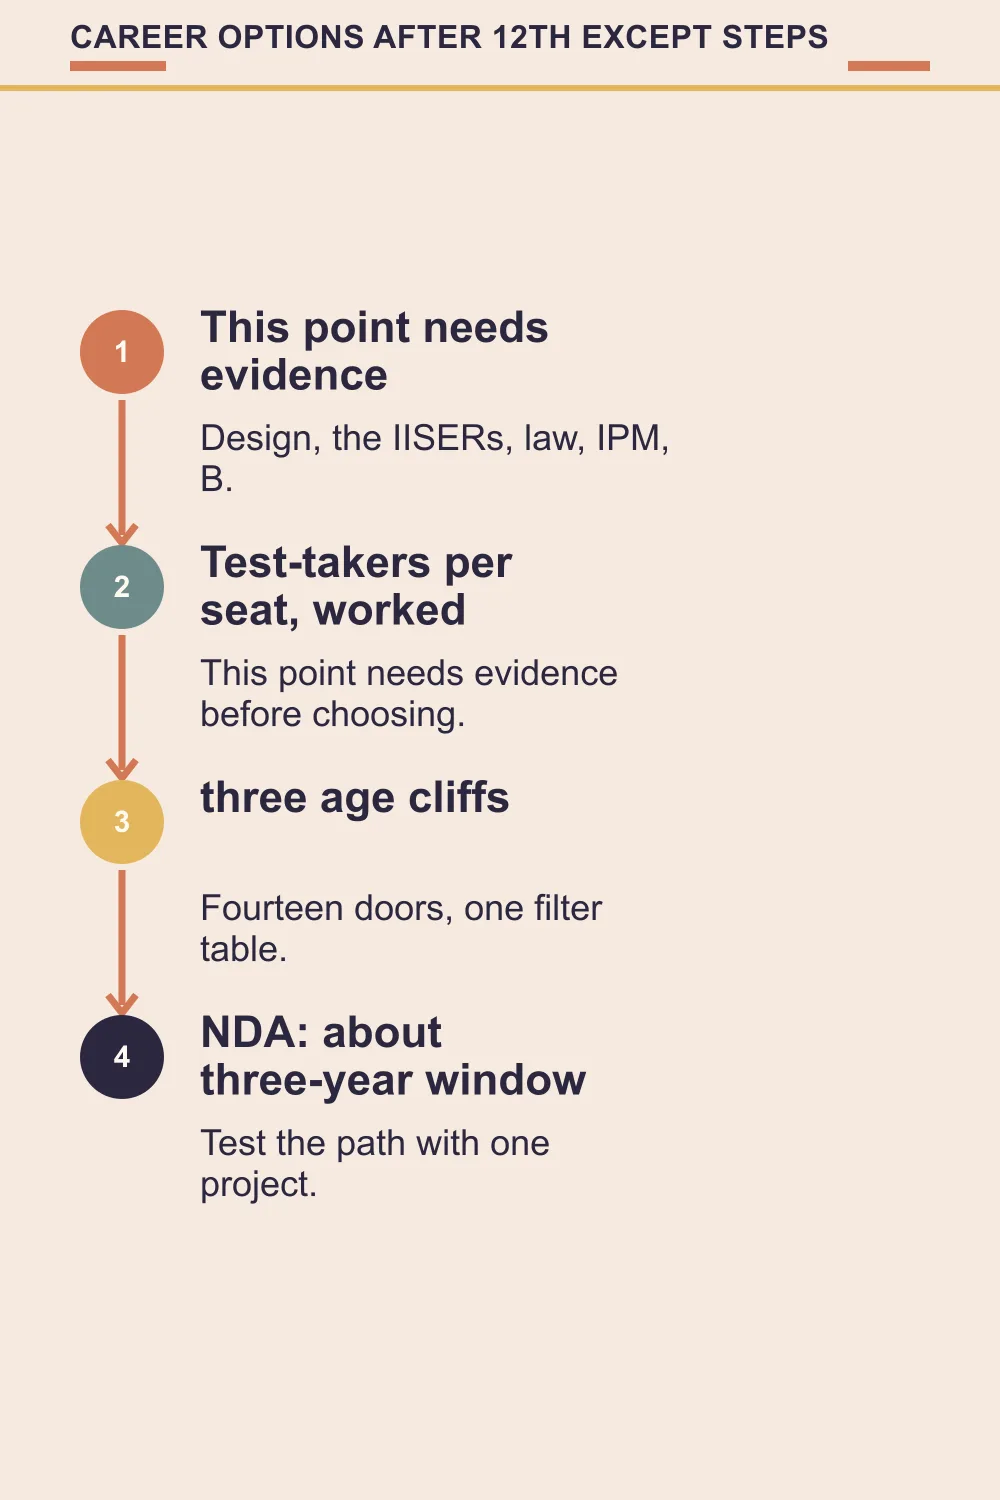 CAREER OPTIONS AFTER 12TH EXCEPT STEPS
1
This point needs
evidence
Design, the IISERs, law, IPM,
B.
2
Test-takers per
seat, worked
This point needs evidence
before choosing.
3
three age cliffs
Fourteen doors, one filter
table.
4
NDA: about
three-year window
Test the path with one
project.